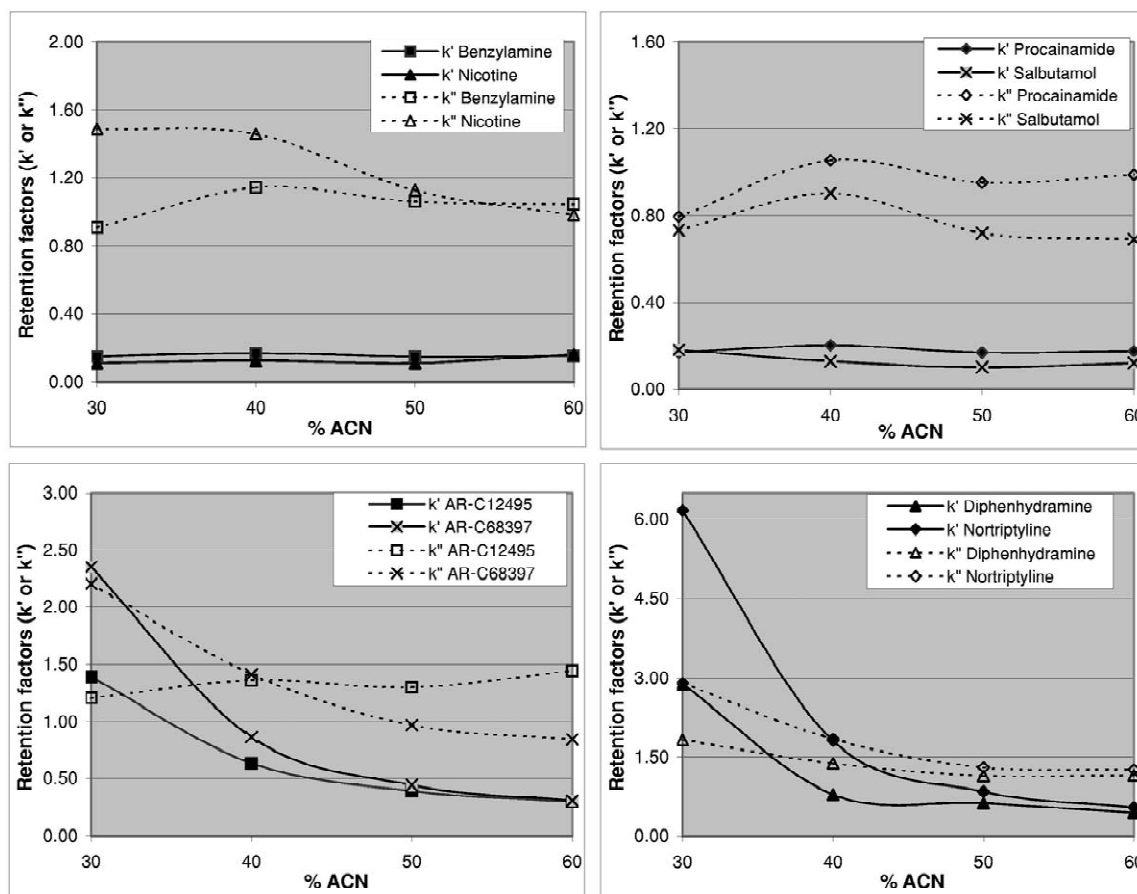 2.00
1.60
1.20
0.80
0.40
0.00
30 40 50 60
% ACN
Retention factors (k' or k")
k' Benzylamine
k' Nicotine
k" Benzylamine
k" Nicotine
1.60
1.20
0.80
0.40
0.00
30 40 50 60
% ACN
Retention factors (k' or k")
k' Procainamide
k' Salbutamol
k" Procainamide
k" Salbutamol
3.00
2.50
2.00
1.50
1.00
0.50
0.00
30 40 50 60
% ACN
Retention factors (k' or k")
k' AR-C12495
k' AR-C68397
k" AR-C12495
k" AR-C68397
6.00
4.50
3.00
1.50
0.00
30 40 50 60
% ACN
Retention factors (k' or k")
k' Diphenhydramine
k' Nortriptyline
k" Diphenhydramine
k" Nortriptyline